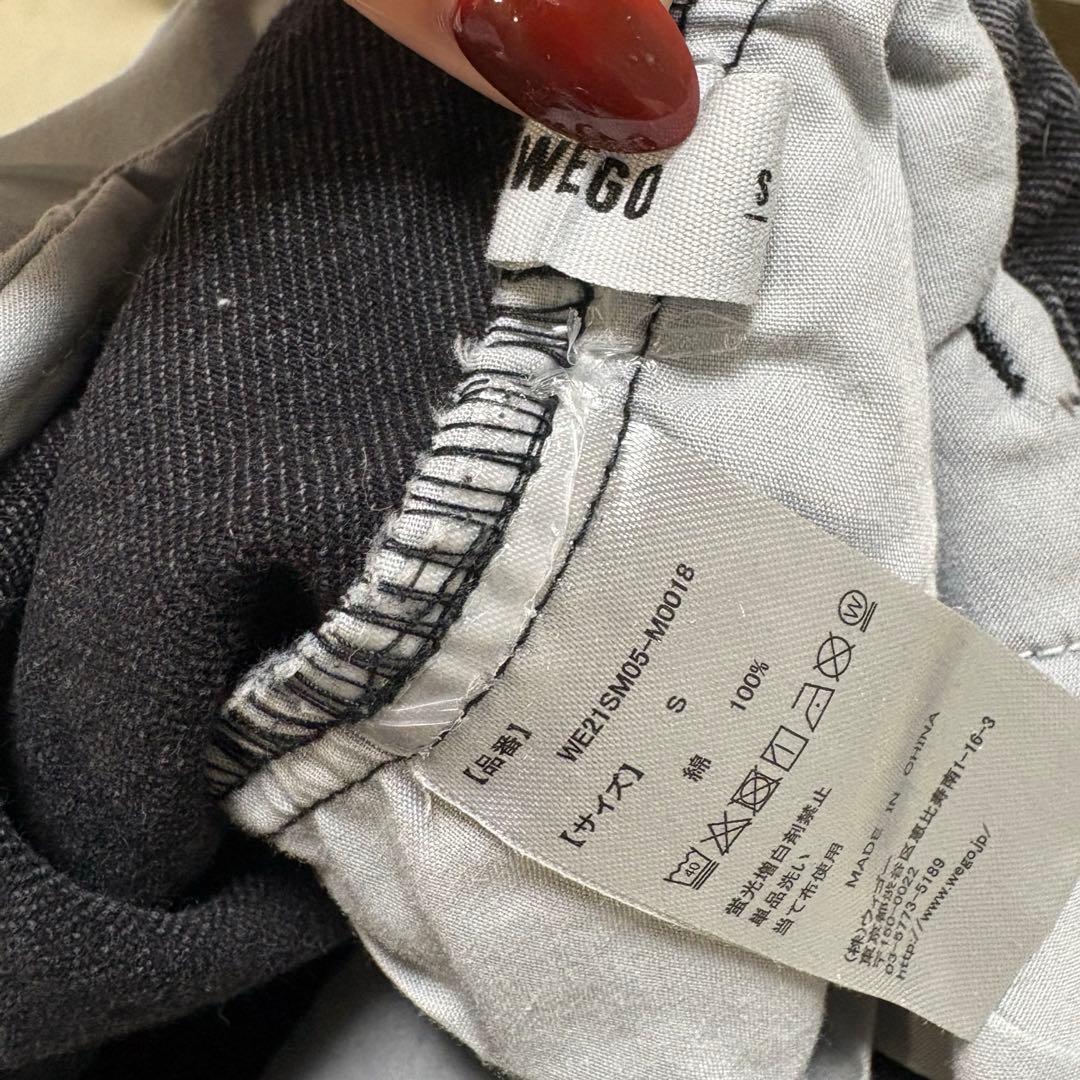 WEGO
S
【品番】
WE21SM05-M0018
【サイズ】 S
綿 100%
40
W
蛍光増白剤禁止
単品洗い
当て布使用
MADE IN CHINA
(株)ウィゴー
東京都渋谷区恵比寿南1-16-3
〒150-0022
03-5773-5189
http://www.wego.jp/